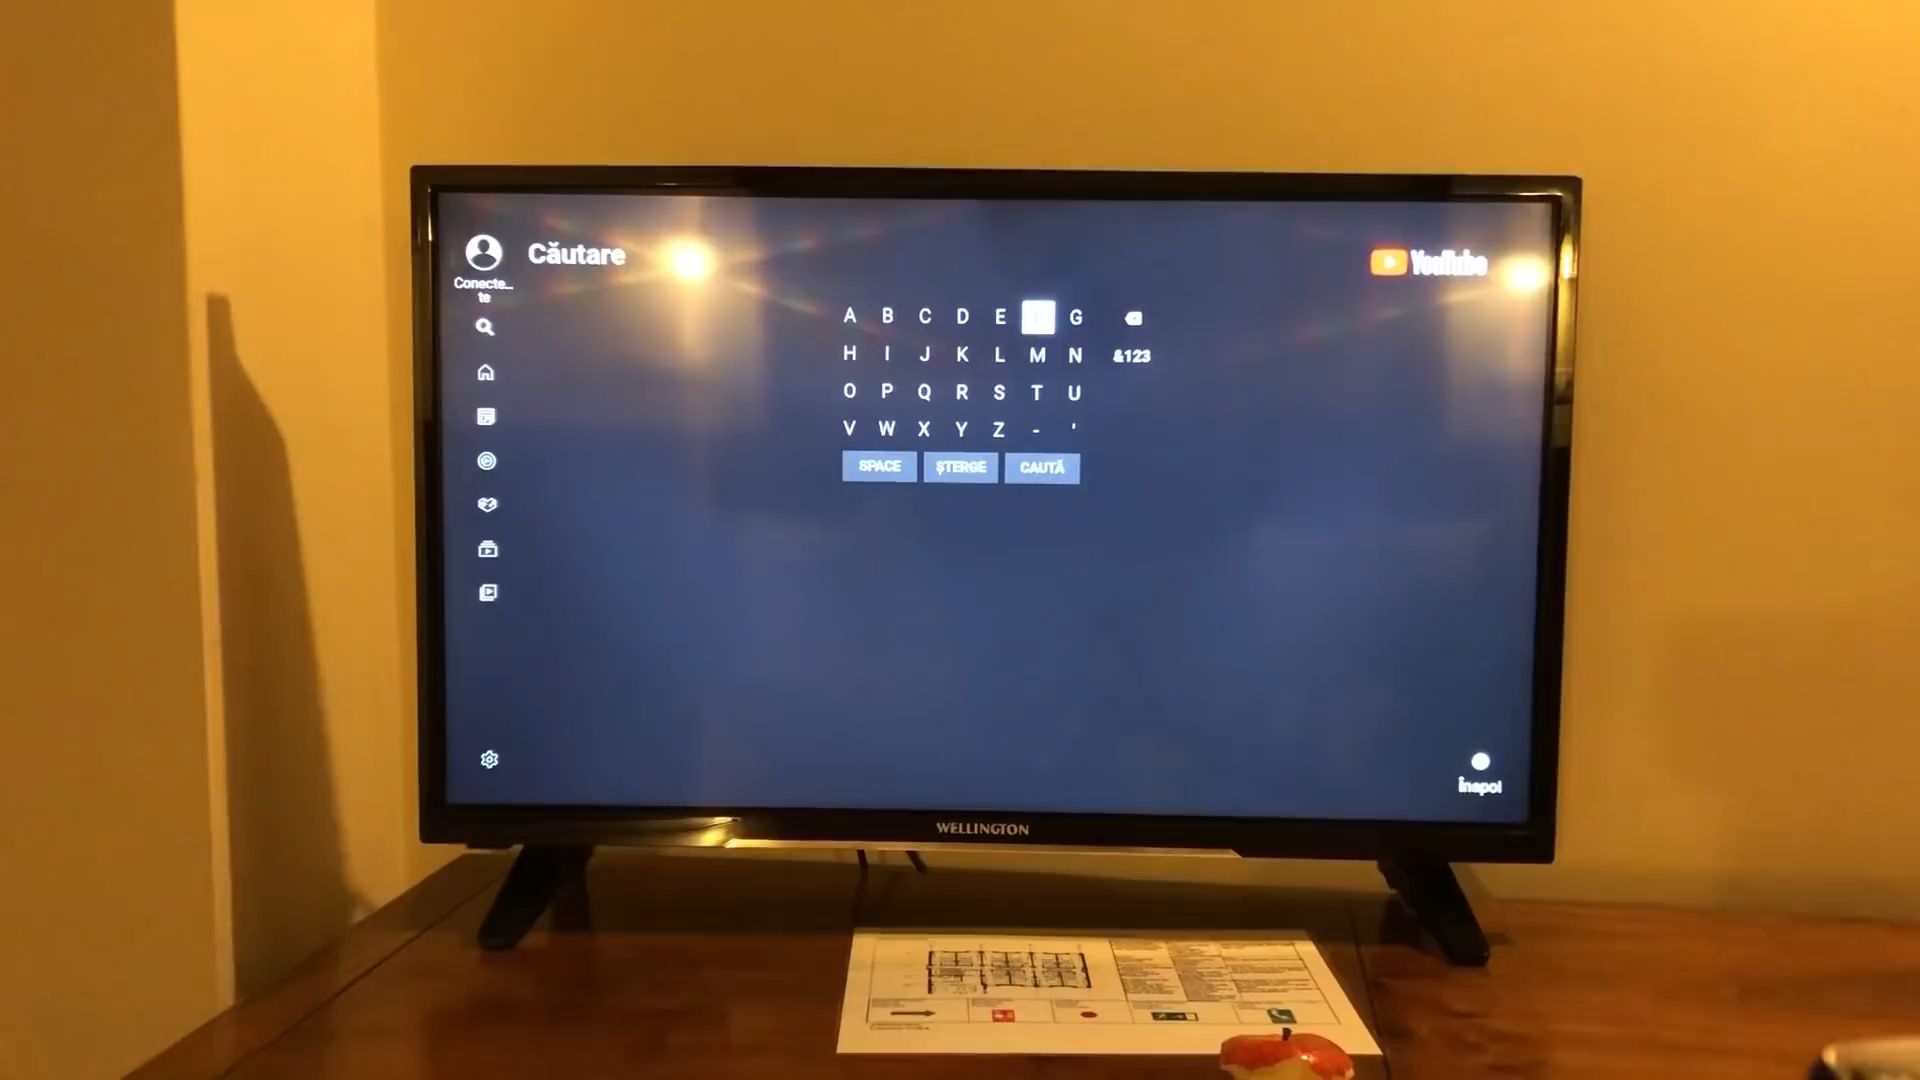 Căutare
YouTube
Conecte...
te
A B C D E G
H I J K L M N &123
O P Q R S T U
V W X Y Z - '
SPACE ȘTERGE CAUTĂ
Înapoi
WELLINGTON